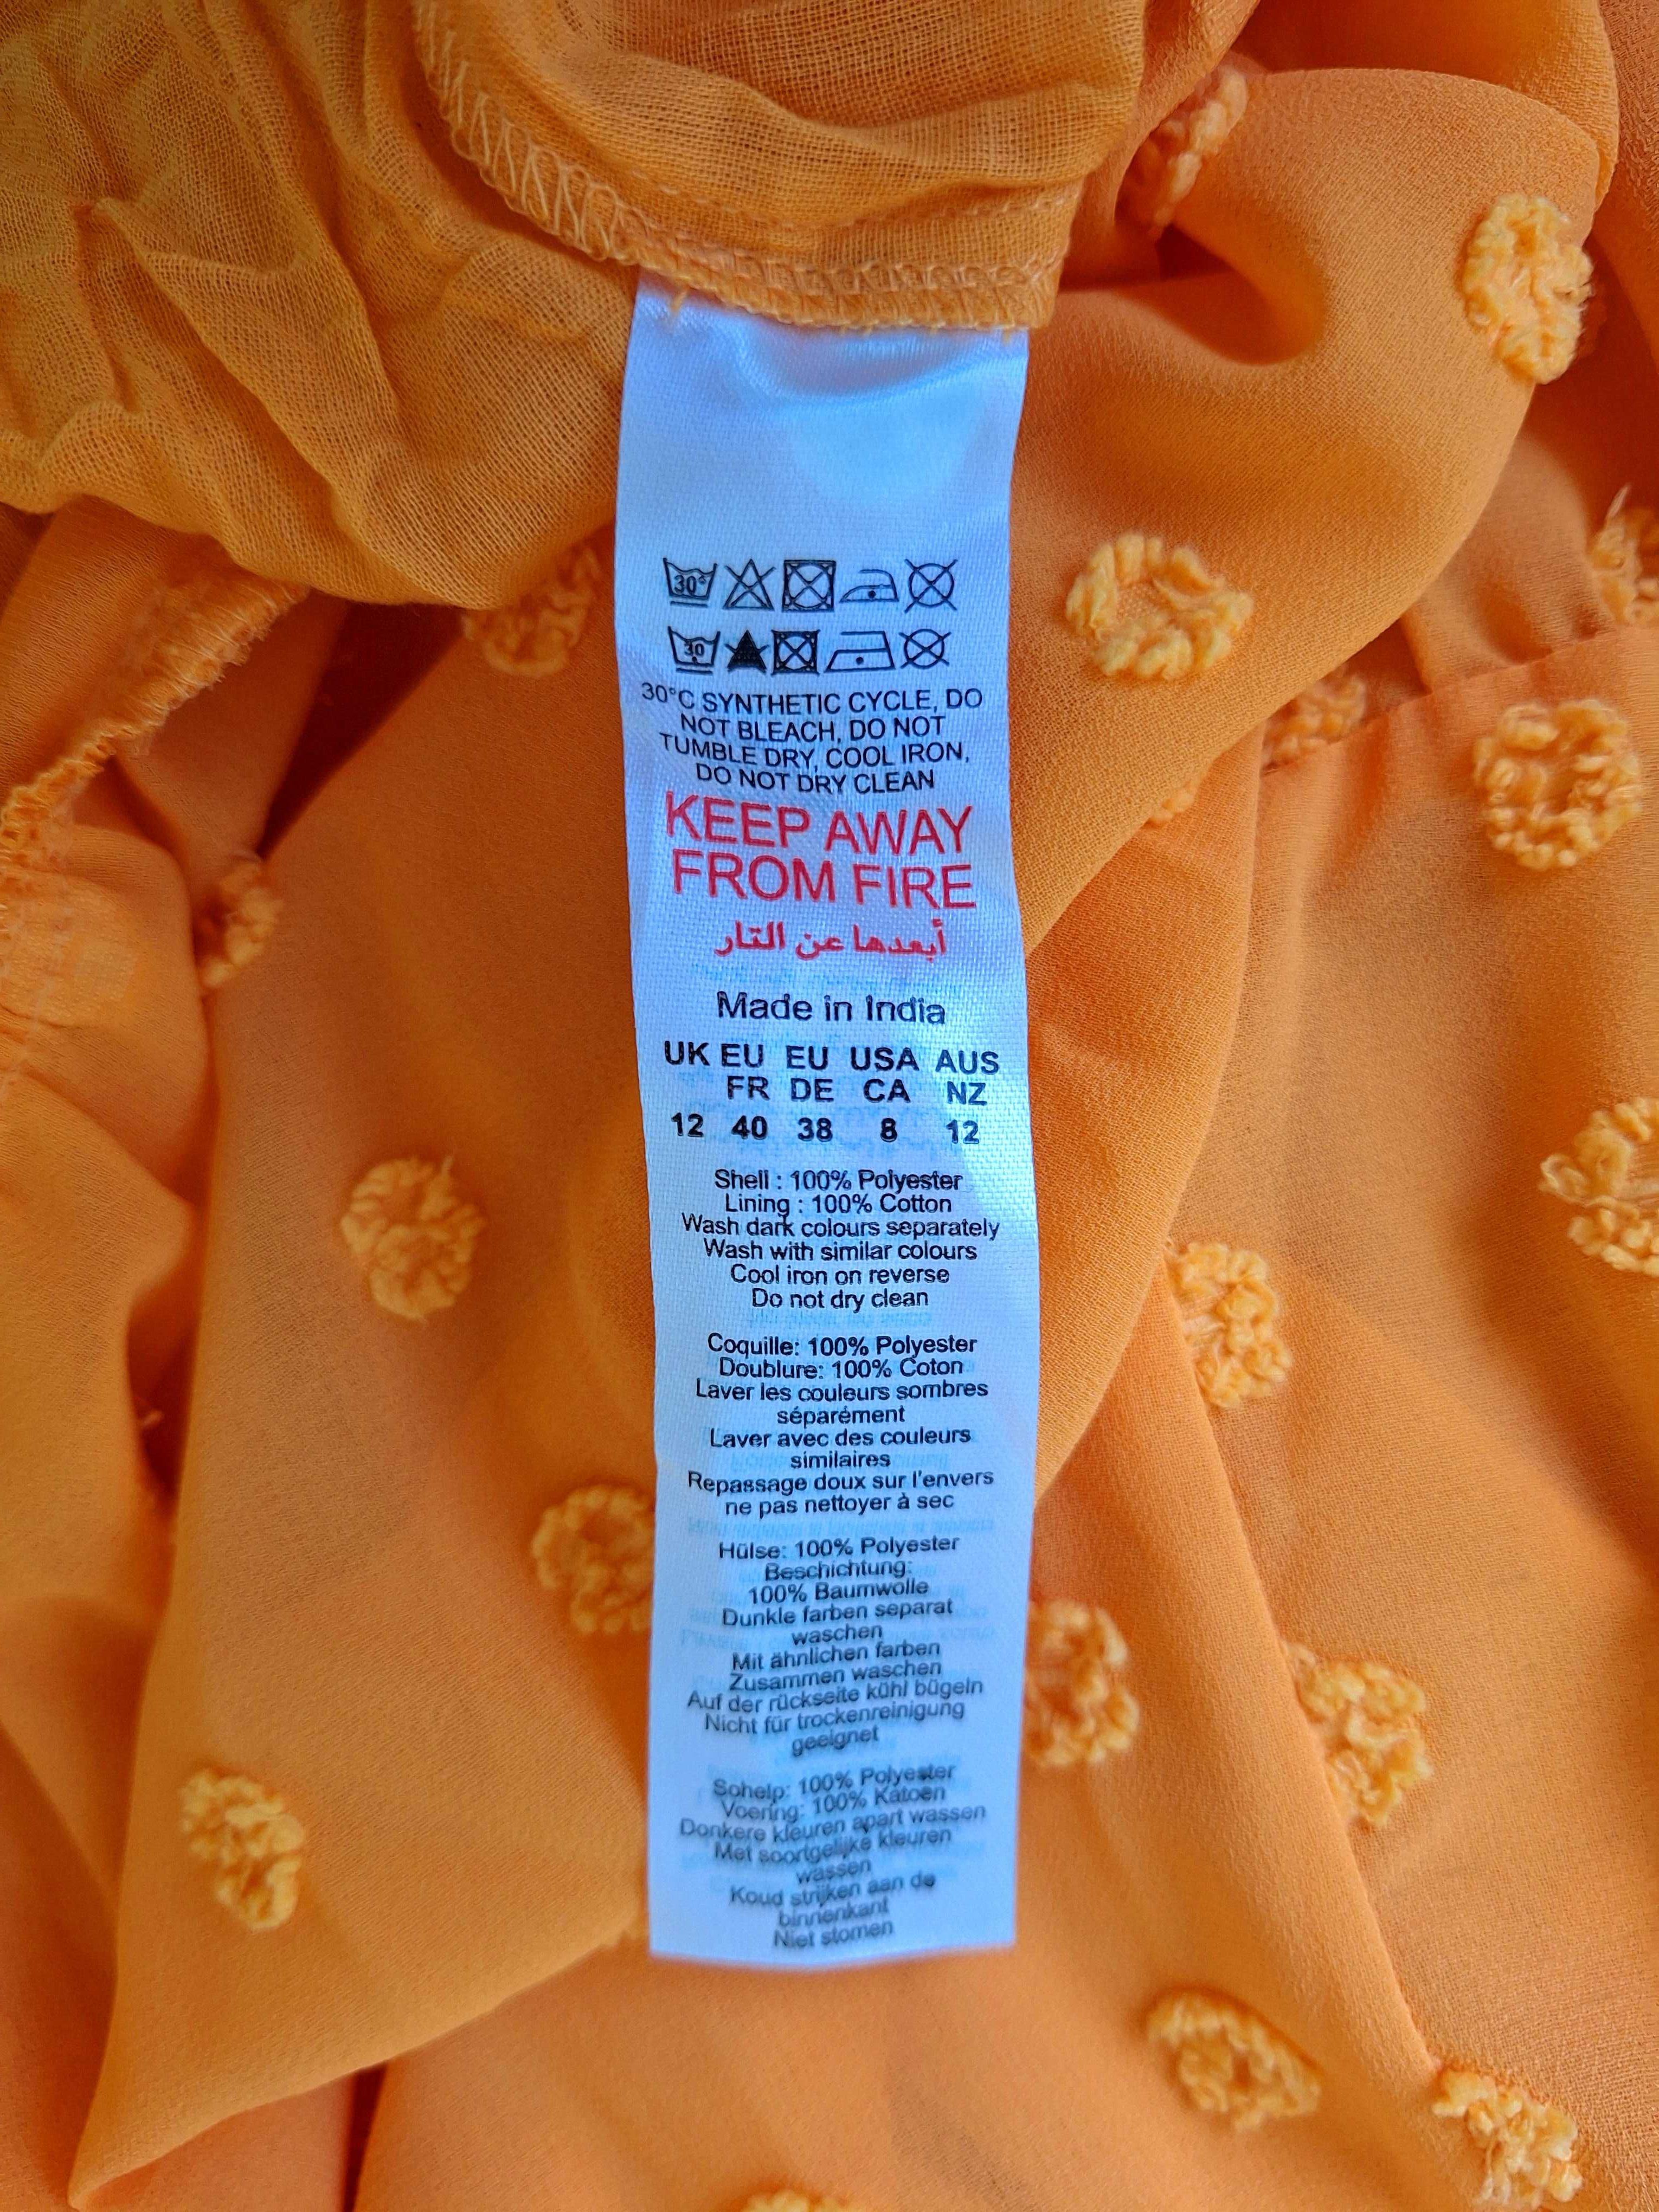 30°
30
30°C SYNTHETIC CYCLE, DO
NOT BLEACH, DO NOT
TUMBLE DRY, COOL IRON,
DO NOT DRY CLEAN
KEEP AWAY
FROM FIRE
أبعدها عن التار
Made in India
UK EU EU USA AUS
FR DE CA NZ
12 40 38 8 12
Shell : 100% Polyester
Lining : 100% Cotton
Wash dark colours separately
Wash with similar colours
Cool iron on reverse
Do not dry clean
Coquille: 100% Polyester
Doublure: 100% Coton
Laver les couleurs sombres
séparément
Laver avec des couleurs
similaires
Repassage doux sur l'envers
ne pas nettoyer à sec
Hülse: 100% Polyester
Beschichtung:
100% Baumwolle
Dunkle farben separat
waschen
Mit ähnlichen farben
Zusammen waschen
Auf der rückseite kühl bügeln
Nicht für trockenreinigung
geeignet
Sohelp: 100% Polyester
Voering: 100% Katoen
Donkere kleuren apart wassen
Met soortgelijke kleuren
wassen
Koud strijken aan de
binnenkant
Niet stomen